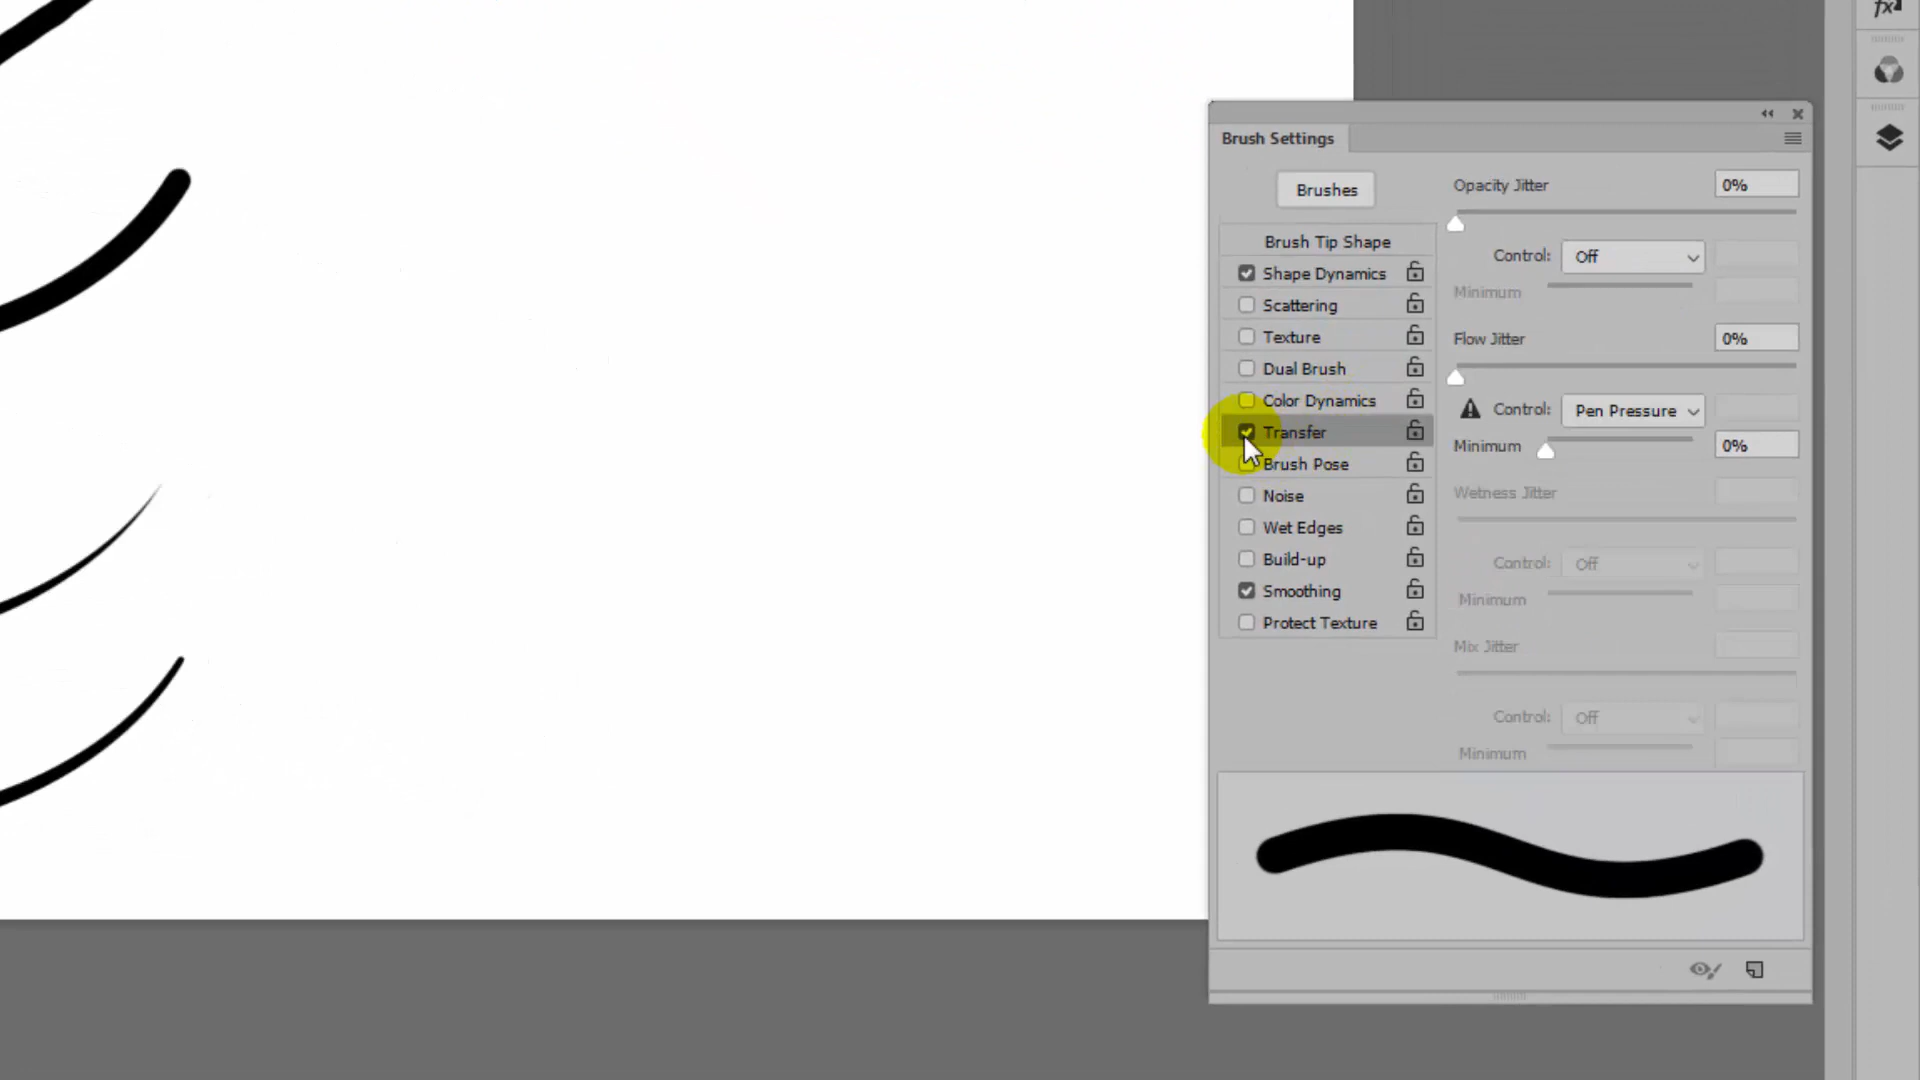 fx
Brush Settings
Brushes
Brush Tip Shape
Shape Dynamics
Scattering
Texture
Dual Brush
Color Dynamics
Transfer
Brush Pose
Noise
Wet Edges
Build-up
Smoothing
Protect Texture
Opacity Jitter 0%
Control: Off
Minimum
Flow Jitter 0%
Control: Pen Pressure
Minimum 0%
Wetness Jitter
Control: Off
Minimum
Mix Jitter
Control: Off
Minimum